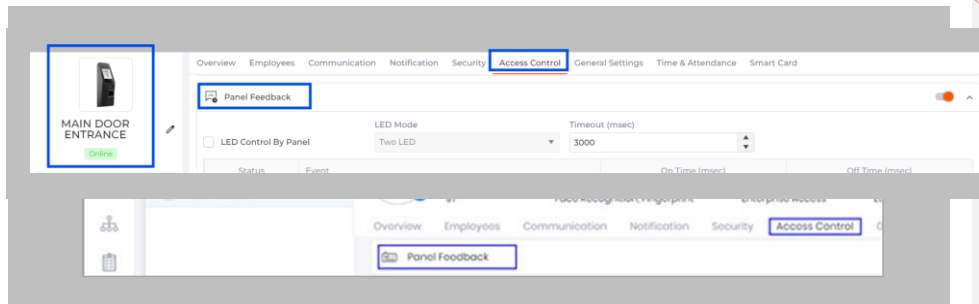 Overview Employees Communication Notification Security Access Control General Settings Time & Attendance Smart Card
Panel Feedback
MAIN DOOR
ENTRANCE
Online
LED Mode Timeout (msec)
LED Control By Panel Two LED 3000
Status Event On Time (msec) Off Time (msec)
Overview Employees Communication Notification Security Access Control
Panel Feedback